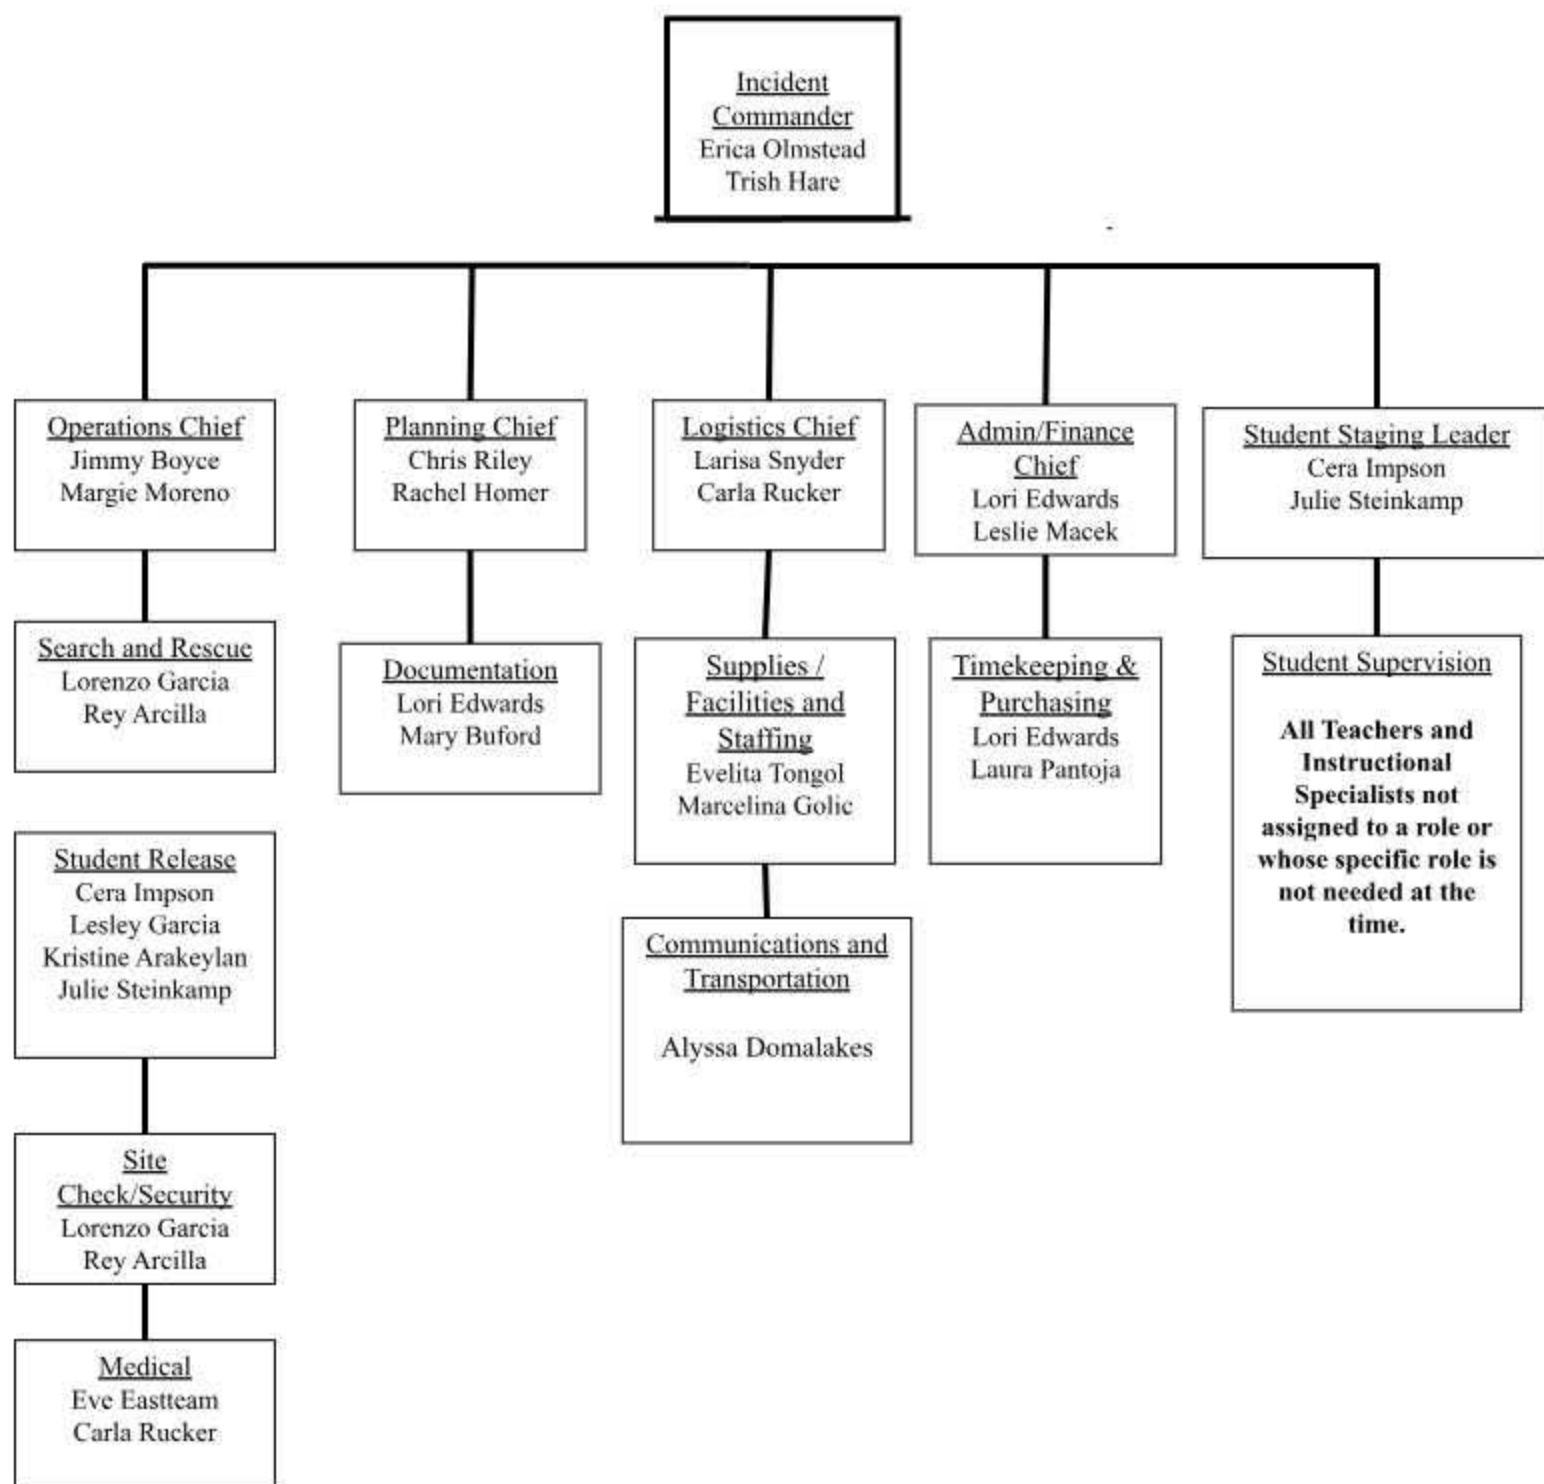 Incident
Commander
Erica Olmstead
Trish Hare
Operations Chief
Jimmy Boyce
Margie Moreno
Planning Chief
Chris Riley
Rachel Homer
Logistics Chief
Larisa Snyder
Carla Rucker
Admin/Finance
Chief
Lori Edwards
Leslie Macek
Student Staging Leader
Cera Impson
Julie Steinkamp
Search and Rescue
Lorenzo Garcia
Rey Arcilla
Documentation
Lori Edwards
Mary Buford
Supplies /
Facilities and
Staffing
Evelita Tongol
Marcelina Golic
Timekeeping &
Purchasing
Lori Edwards
Laura Pantoja
Student Supervision
All Teachers and
Instructional
Specialists not
assigned to a role or
whose specific role is
not needed at the
time.
Student Release
Cera Impson
Lesley Garcia
Kristine Arakeylan
Julie Steinkamp
Communications and
Transportation
Alyssa Domalakes
Site
Check/Security
Lorenzo Garcia
Rey Arcilla
Medical
Eve Eastteam
Carla Rucker